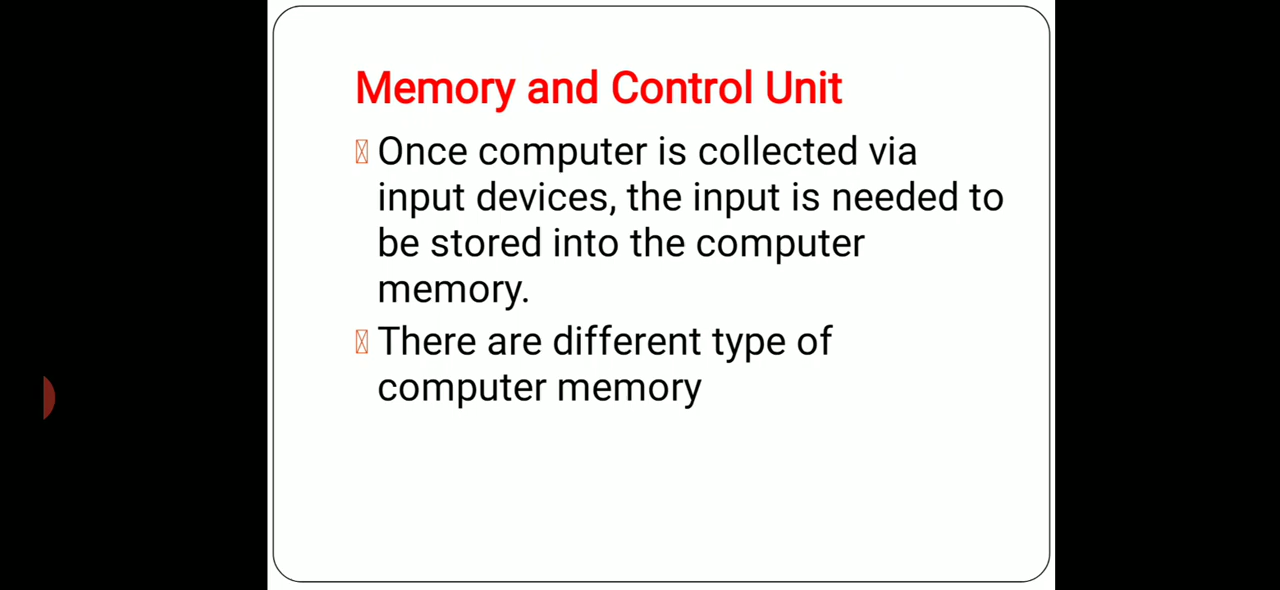 Memory and Control Unit
Once computer is collected via
input devices, the input is needed to
be stored into the computer
memory.
There are different type of
computer memory